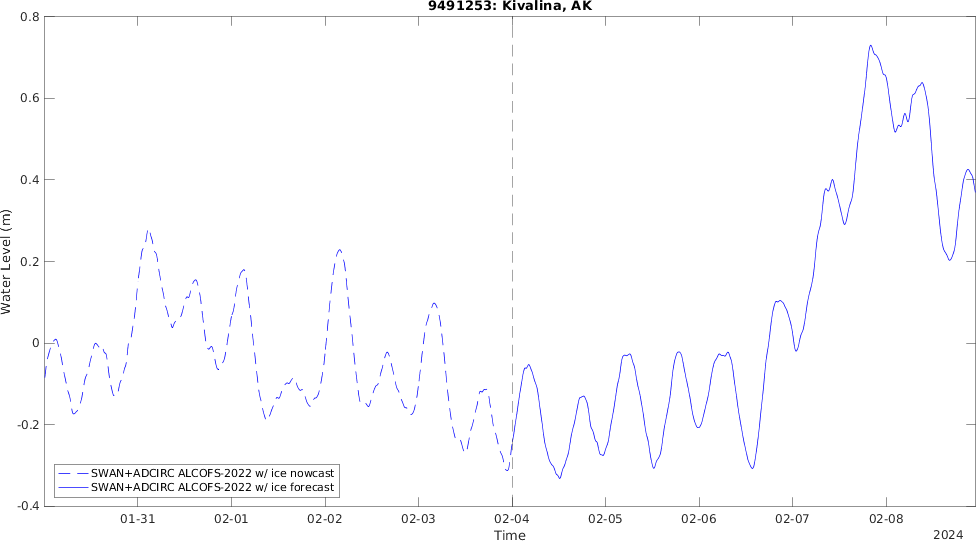 9491253: Kivalina, AK
0.8
0.6
0.4
0.2
0
-0.2
-0.4
Water Level (m)
SWAN+ADCIRC ALCOFS-2022 w/ ice nowcast
SWAN+ADCIRC ALCOFS-2022 w/ ice forecast
01-31 02-01 02-02 02-03 02-04 02-05 02-06 02-07 02-08
Time
2024